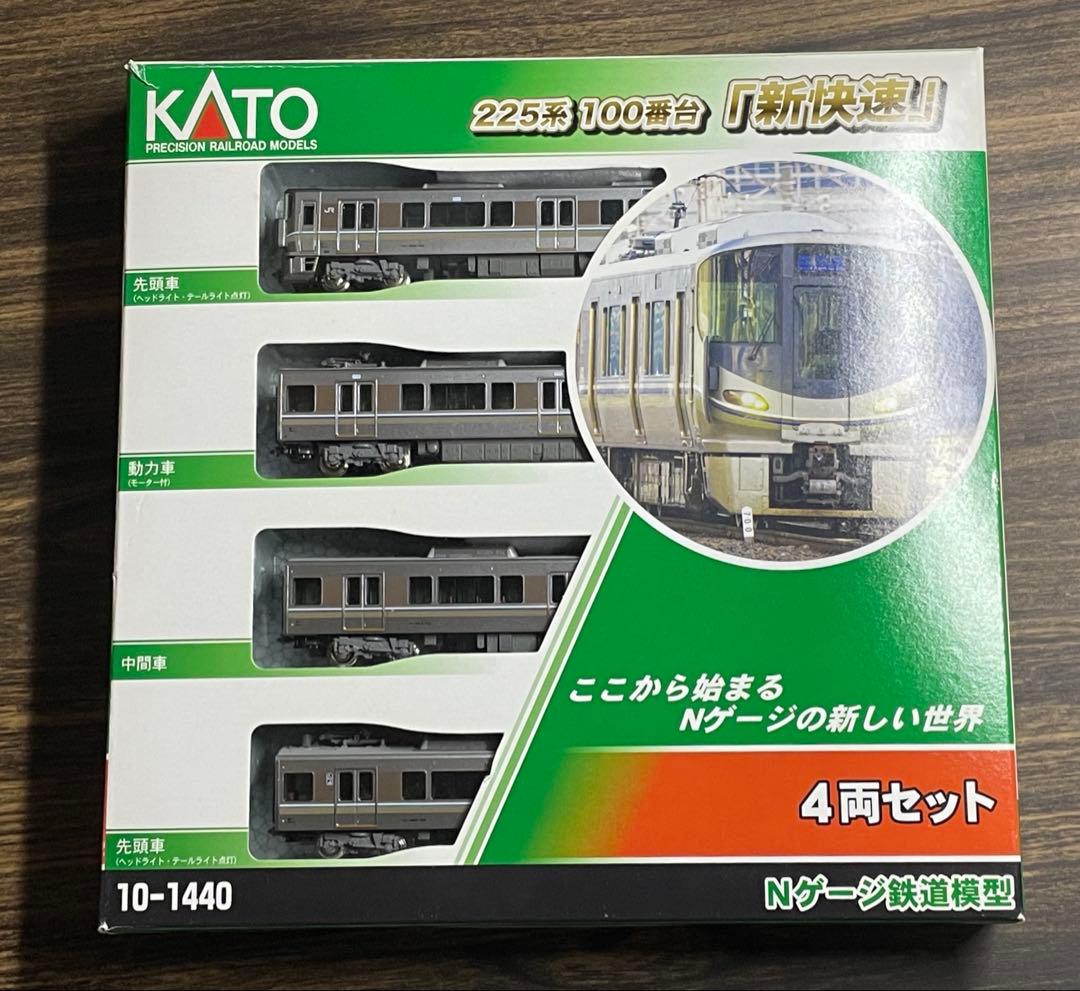 KATO
PRECISION RAILROAD MODELS
225系 100番台 「新快速」
JR
先頭車
(ヘッドライト・テールライト点灯)
動力車
(モーター付)
中間車
700
ここから始まる
Nゲージの新しい世界
4両セット
先頭車
(ヘッドライト・テールライト点灯)
10-1440
Nゲージ鉄道模型